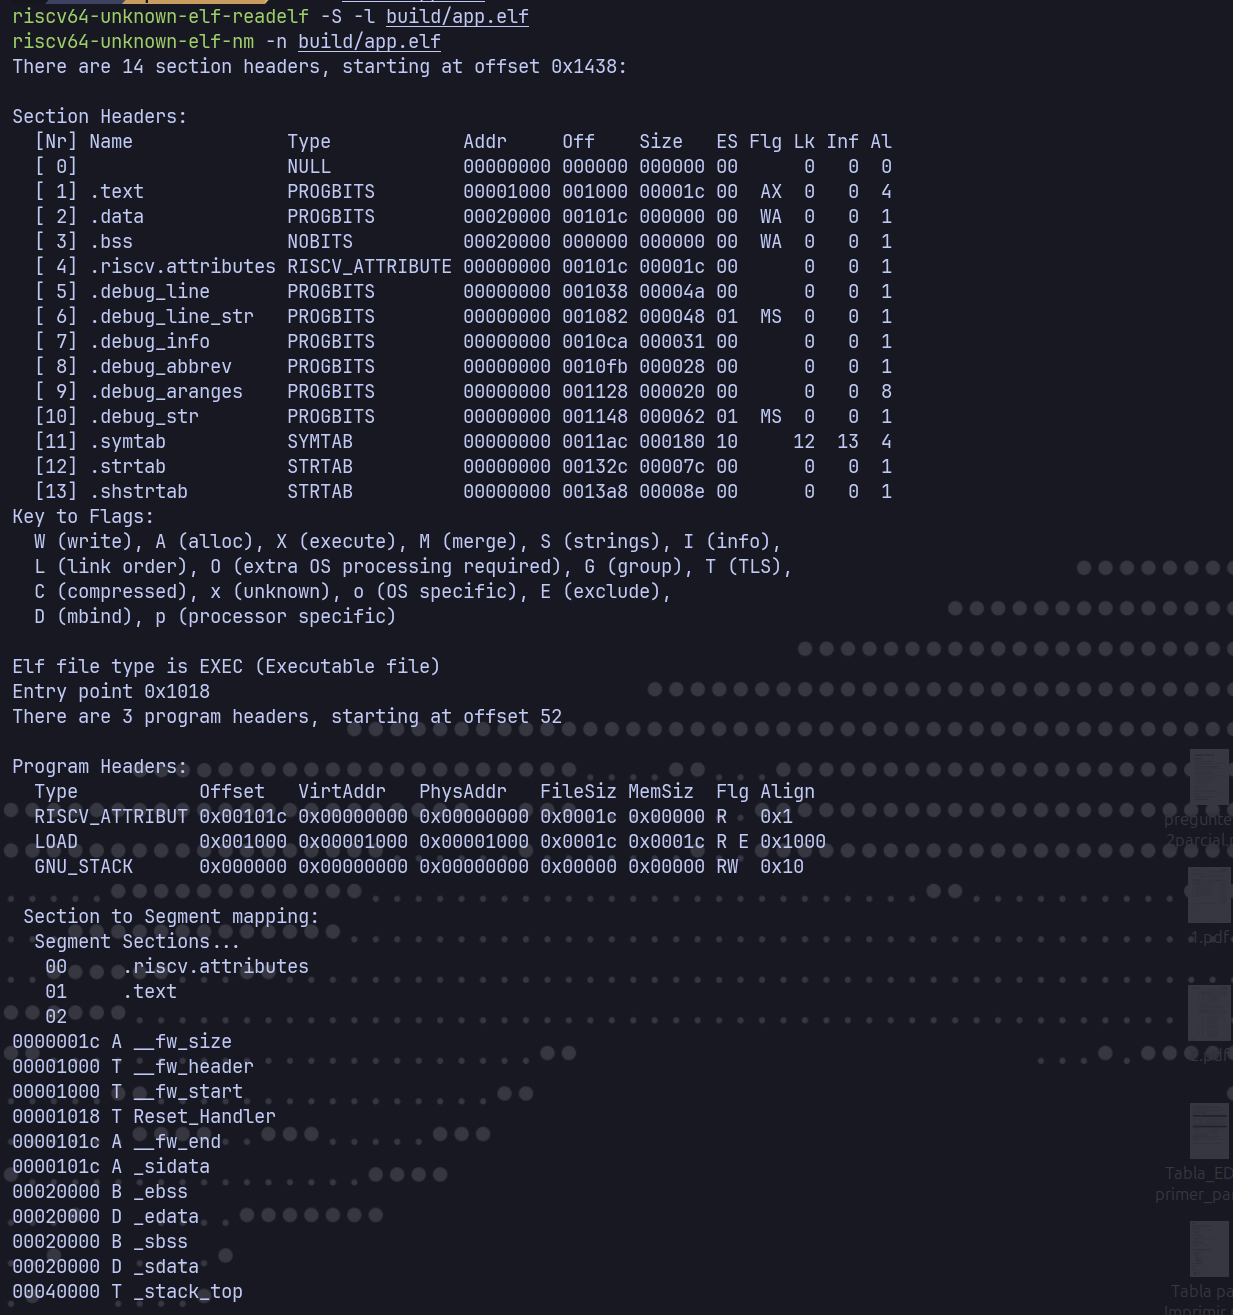 riscv64-unknown-elf-readelf -S -l build/app.elf
riscv64-unknown-elf-nm -n build/app.elf
There are 14 section headers, starting at offset 0x1438:

Section Headers:
  [Nr] Name              Type            Addr     Off    Size   ES Flg Lk Inf Al
  [ 0]                   NULL            00000000 000000 000000 00      0   0  0
  [ 1] .text             PROGBITS        00001000 001000 00001c 00  AX  0   0  4
  [ 2] .data             PROGBITS        00020000 00101c 000000 00  WA  0   0  1
  [ 3] .bss              NOBITS          00020000 000000 000000 00  WA  0   0  1
  [ 4] .riscv.attributes RISCV_ATTRIBUTE 00000000 00101c 00001c 00      0   0  1
  [ 5] .debug_line       PROGBITS        00000000 001038 00004a 00      0   0  1
  [ 6] .debug_line_str   PROGBITS        00000000 001082 000048 01  MS  0   0  1
  [ 7] .debug_info       PROGBITS        00000000 0010ca 000031 00      0   0  1
  [ 8] .debug_abbrev     PROGBITS        00000000 0010fb 000028 00      0   0  1
  [ 9] .debug_aranges    PROGBITS        00000000 001128 000020 00      0   0  8
  [10] .debug_str        PROGBITS        00000000 001148 000062 01  MS  0   0  1
  [11] .symtab           SYMTAB          00000000 0011ac 000180 10     12  13  4
  [12] .strtab           STRTAB          00000000 00132c 00007c 00      0   0  1
  [13] .shstrtab         STRTAB          00000000 0013a8 00008e 00      0   0  1
Key to Flags:
  W (write), A (alloc), X (execute), M (merge), S (strings), I (info),
  L (link order), O (extra OS processing required), G (group), T (TLS),
  C (compressed), x (unknown), o (OS specific), E (exclude),
  D (mbind), p (processor specific)

Elf file type is EXEC (Executable file)
Entry point 0x1018
There are 3 program headers, starting at offset 52

Program Headers:
  Type           Offset   VirtAddr   PhysAddr   FileSiz MemSiz  Flg Align
  RISCV_ATTRIBUT 0x00101c 0x00000000 0x00000000 0x0001c 0x00000 R   0x1
  LOAD           0x001000 0x00001000 0x00001000 0x0001c 0x0001c R E 0x1000
  GNU_STACK      0x000000 0x00000000 0x00000000 0x00000 0x00000 RW  0x10

 Section to Segment mapping:
  Segment Sections...
   00     .riscv.attributes
   01     .text
   02
0000001c A __fw_size
00001000 T __fw_header
00001000 T __fw_start
00001018 T Reset_Handler
0000101c A __fw_end
0000101c A _sidata
00020000 B _ebss
00020000 D _edata
00020000 B _sbss
00020000 D _sdata
00040000 T _stack_top
1.pdf
2.pdf
Tabla_ED
Tabla
Imprimir